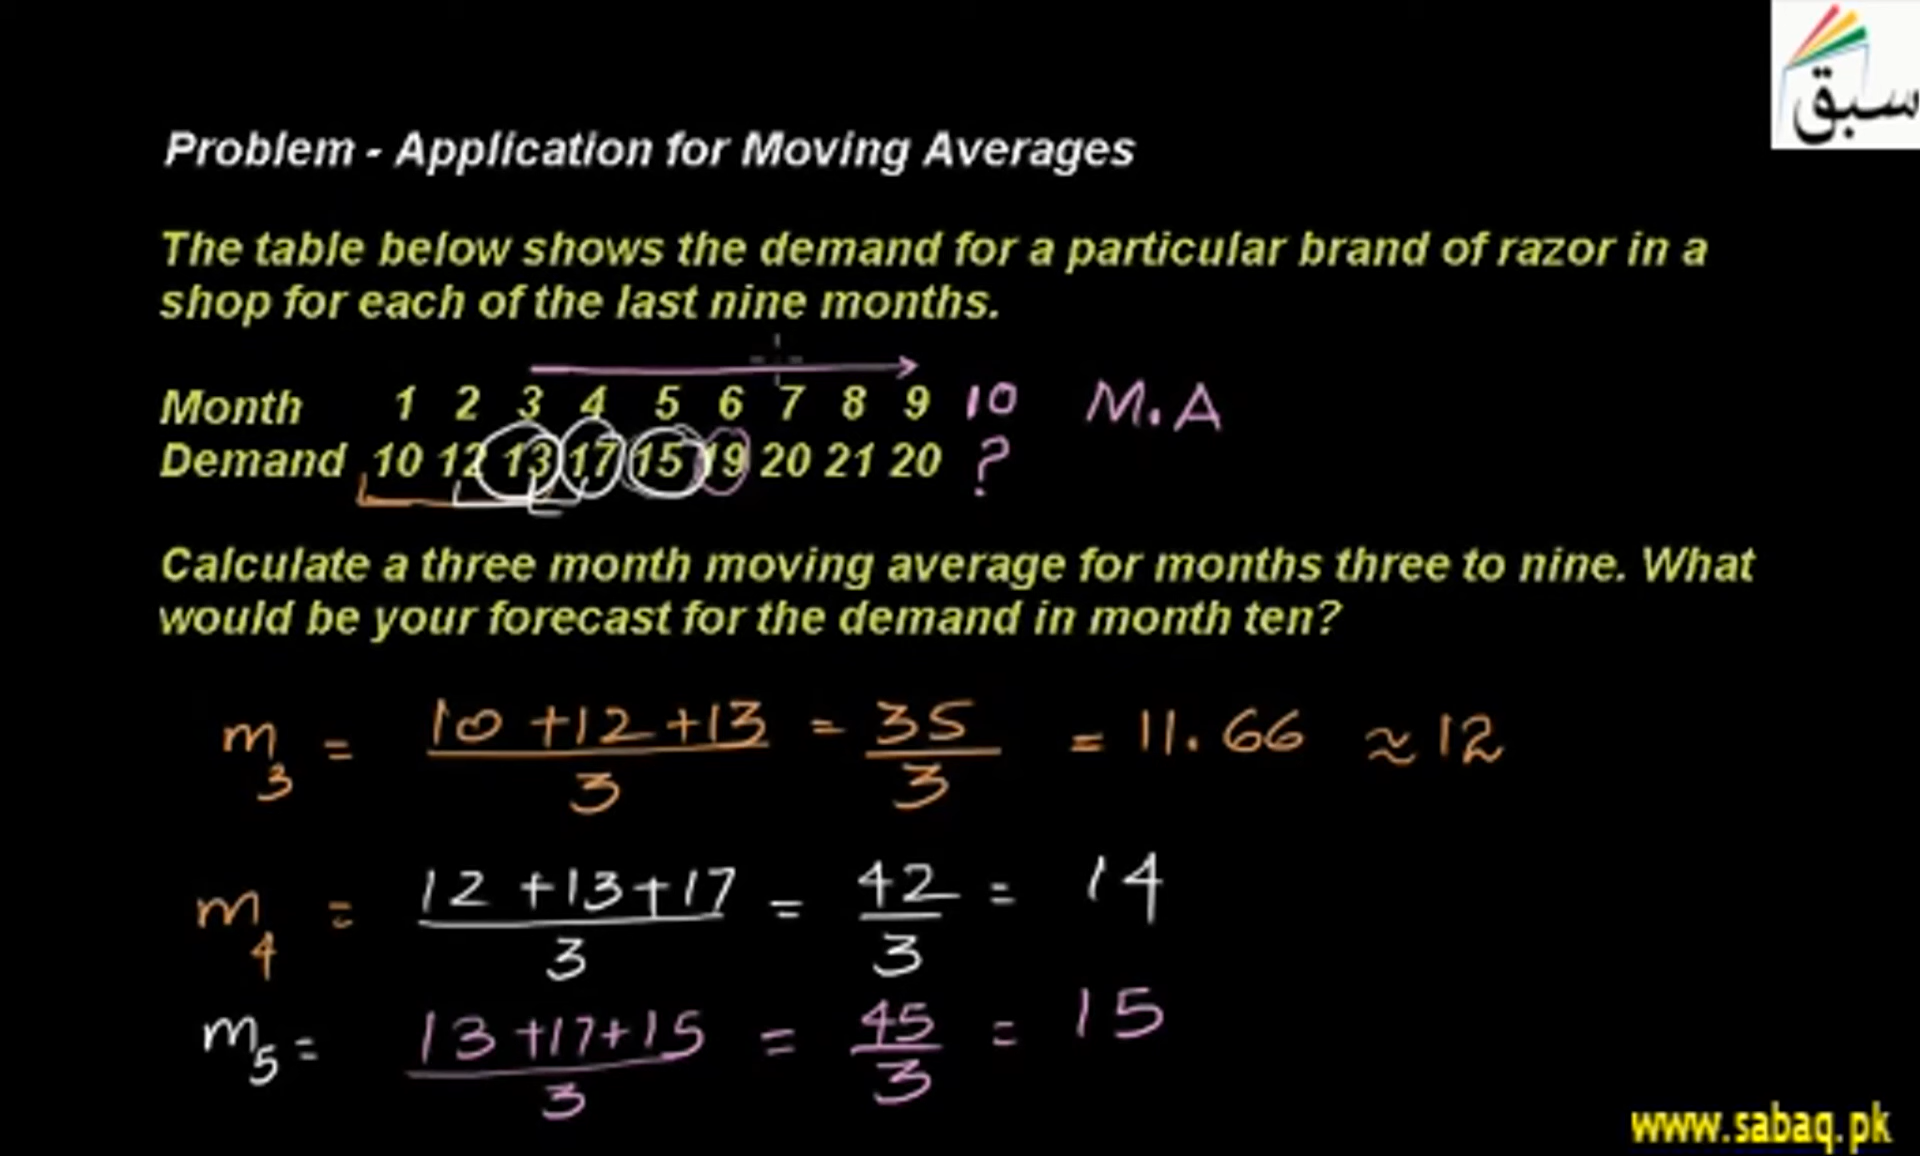 سبق
Problem - Application for Moving Averages
The table below shows the demand for a particular brand of razor in a
shop for each of the last nine months.
Month 1 2 3 4 5 6 7 8 9 10 M.A
Demand 10 12 13 17 15 19 20 21 20 ?
Calculate a three month moving average for months three to nine. What
would be your forecast for the demand in month ten?
m3 = 10 + 12 + 13 / 3 = 35 / 3 = 11.66 ≈ 12
m4 = 12 + 13 + 17 / 3 = 42 / 3 = 14
m5 = 13 + 17 + 15 / 3 = 45 / 3 = 15
www.sabaq.pk